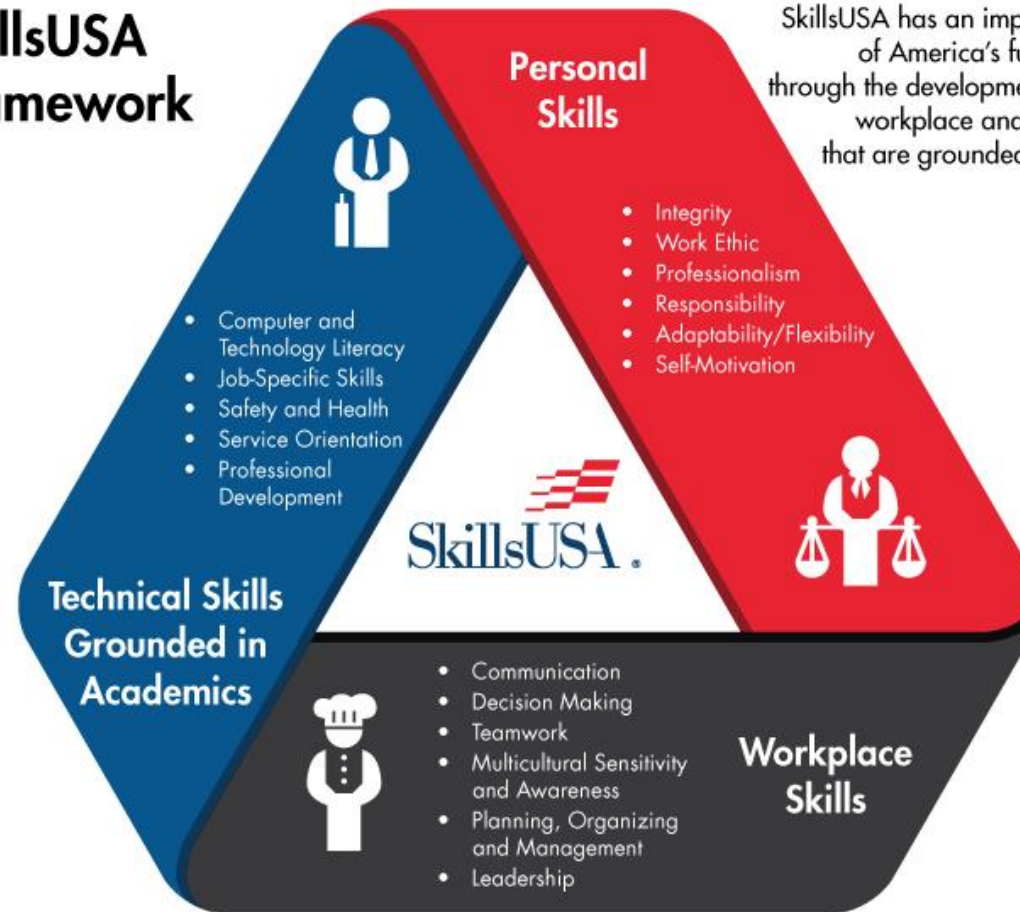 llsUSA
mework
SkillsUSA has an imp
of America's fu
through the developme
workplace and
that are grounded
Personal
Skills
• Integrity
• Work Ethic
• Professionalism
• Responsibility
• Adaptability/Flexibility
• Self-Motivation
• Computer and
Technology Literacy
• Job-Specific Skills
• Safety and Health
• Service Orientation
• Professional
Development
Technical Skills
Grounded in
Academics
SkillsUSA®
• Communication
• Decision Making
• Teamwork
• Multicultural Sensitivity
and Awareness
• Planning, Organizing
and Management
• Leadership
Workplace
Skills